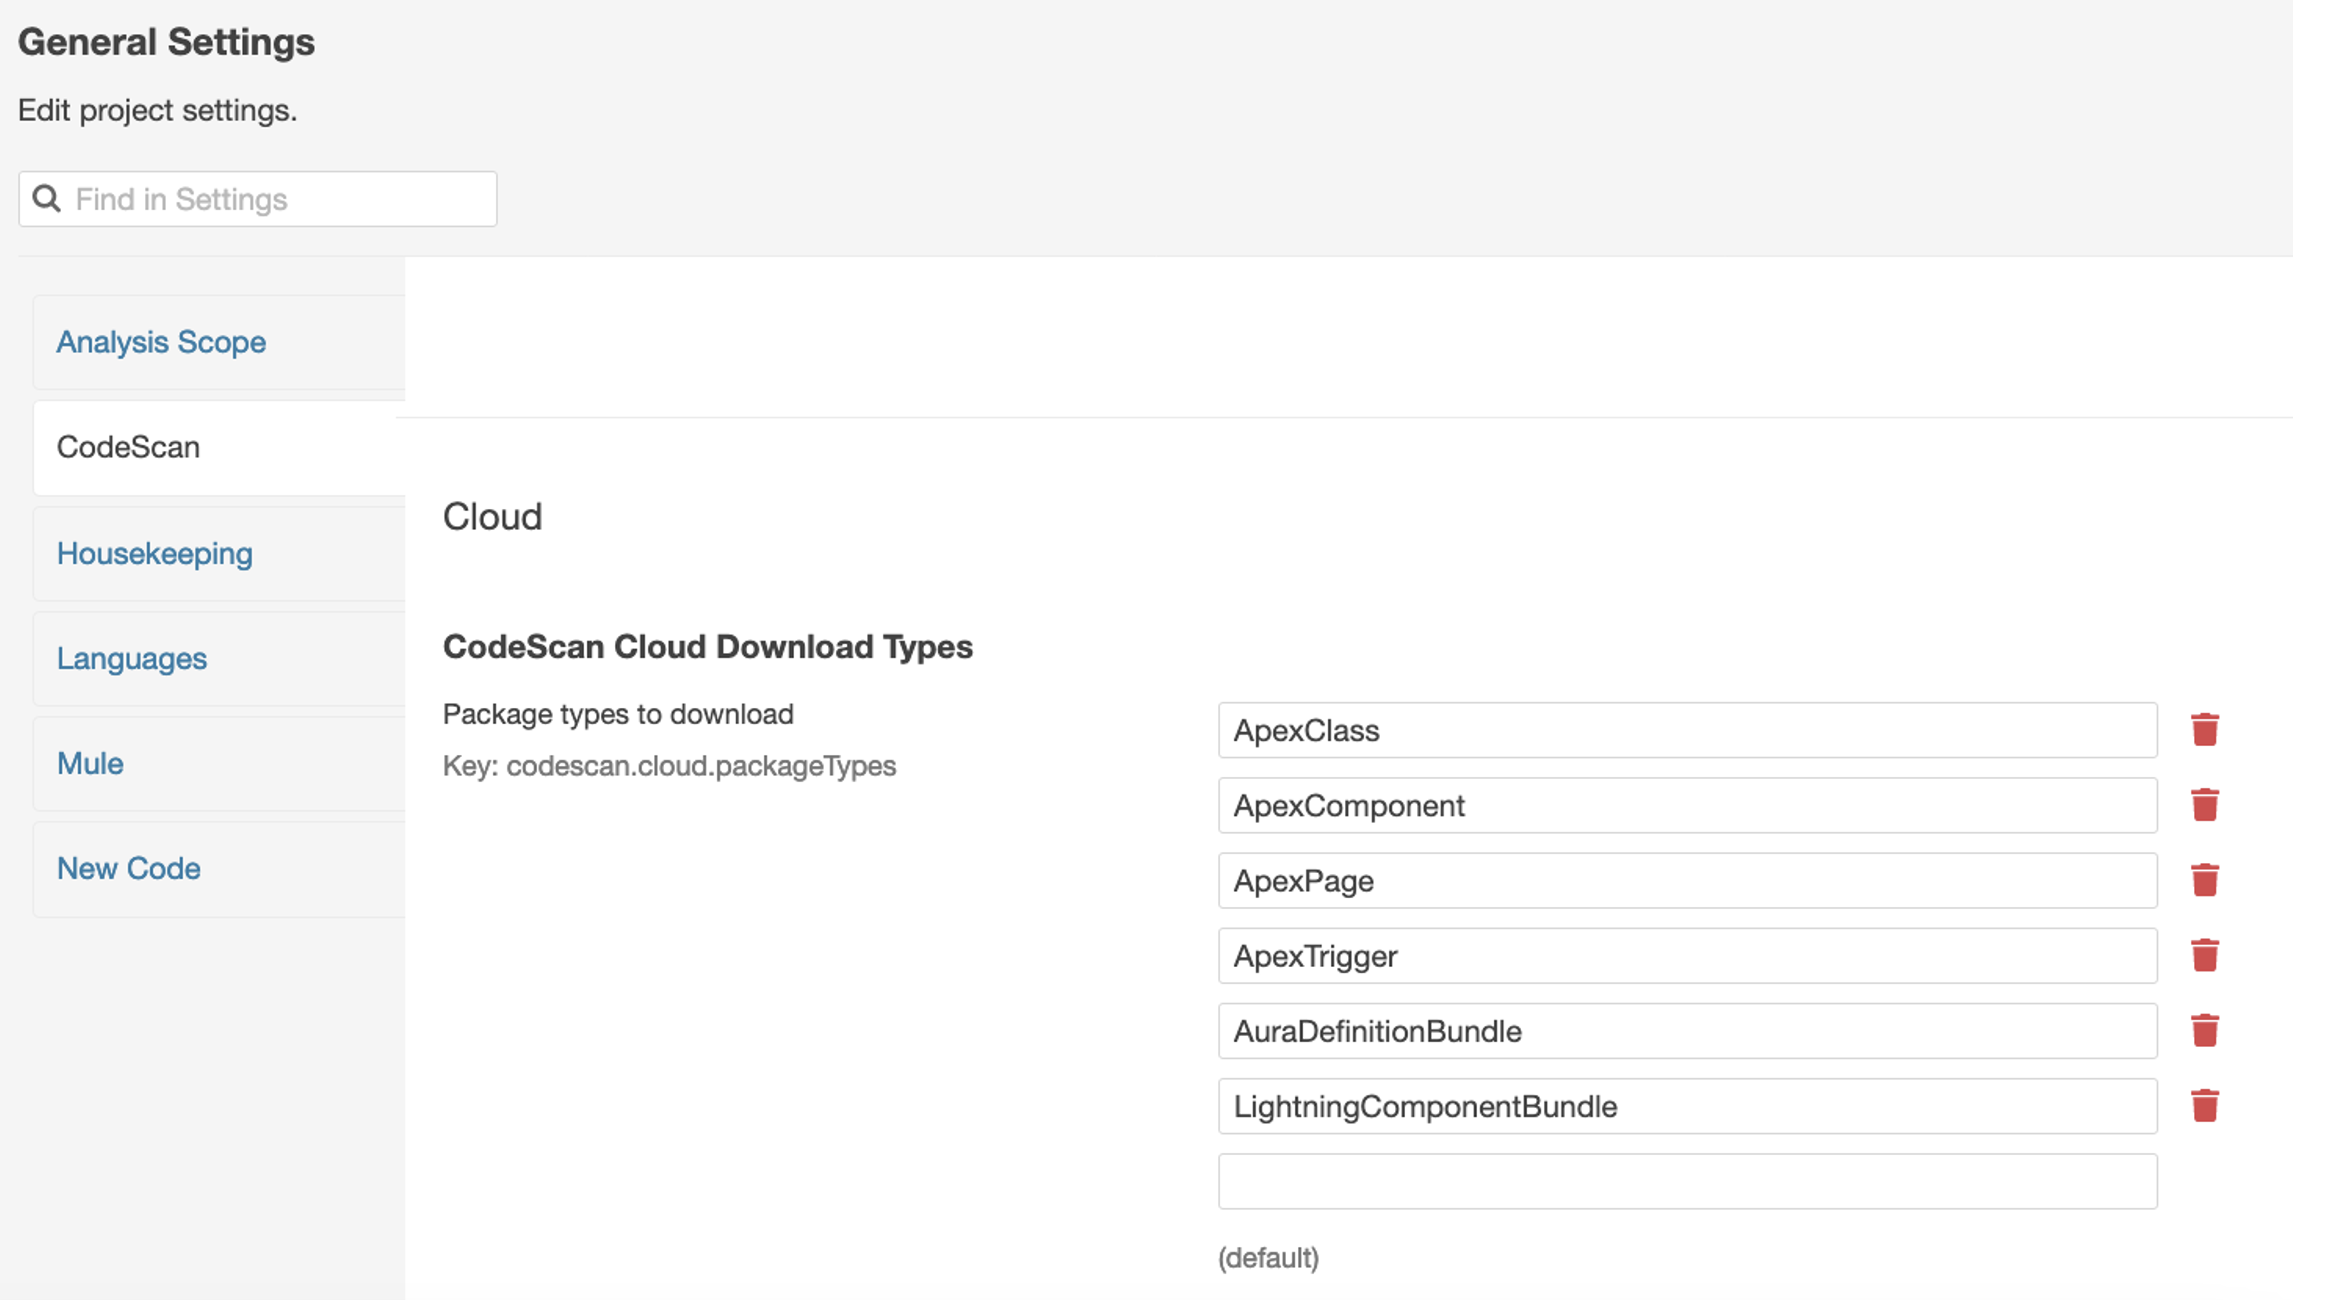 General Settings
Edit project settings.
Find in Settings
Analysis Scope
CodeScan
Housekeeping
Languages
Mule
New Code
Cloud
CodeScan Cloud Download Types
Package types to download
Key: codescan.cloud.packageTypes
ApexClass
ApexComponent
ApexPage
ApexTrigger
AuraDefinitionBundle
LightningComponentBundle
(default)